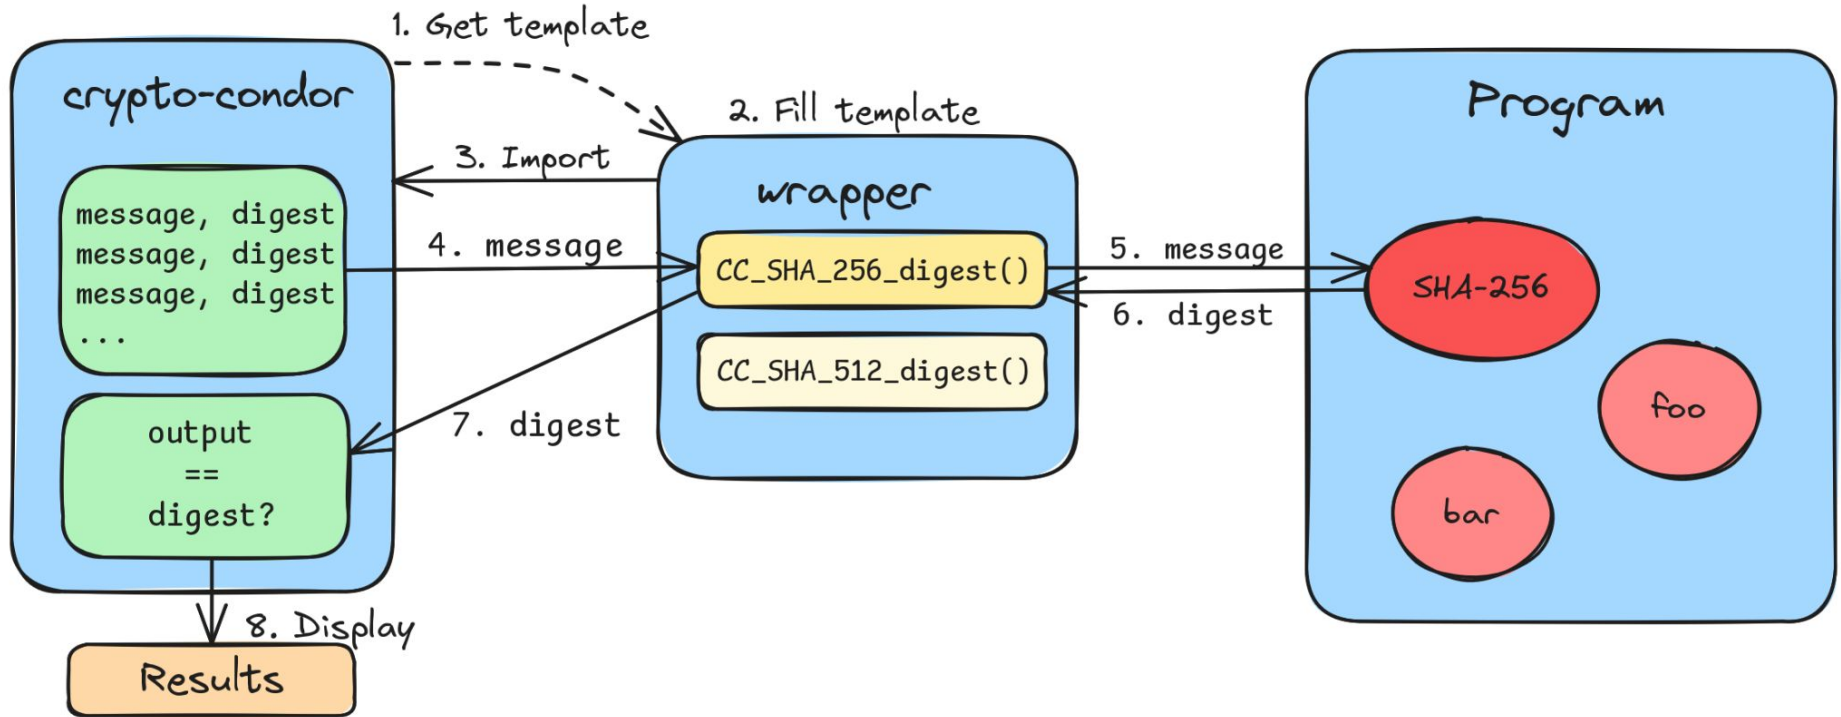 1. Get template
crypto-condor
2. Fill template
Program
3. Import
wrapper
message, digest
message, digest
message, digest
...
4. message
CC_SHA_256_digest()
5. message
SHA-256
6. digest
CC_SHA_512_digest()
foo
7. digest
output
==
digest?
bar
8. Display
Results